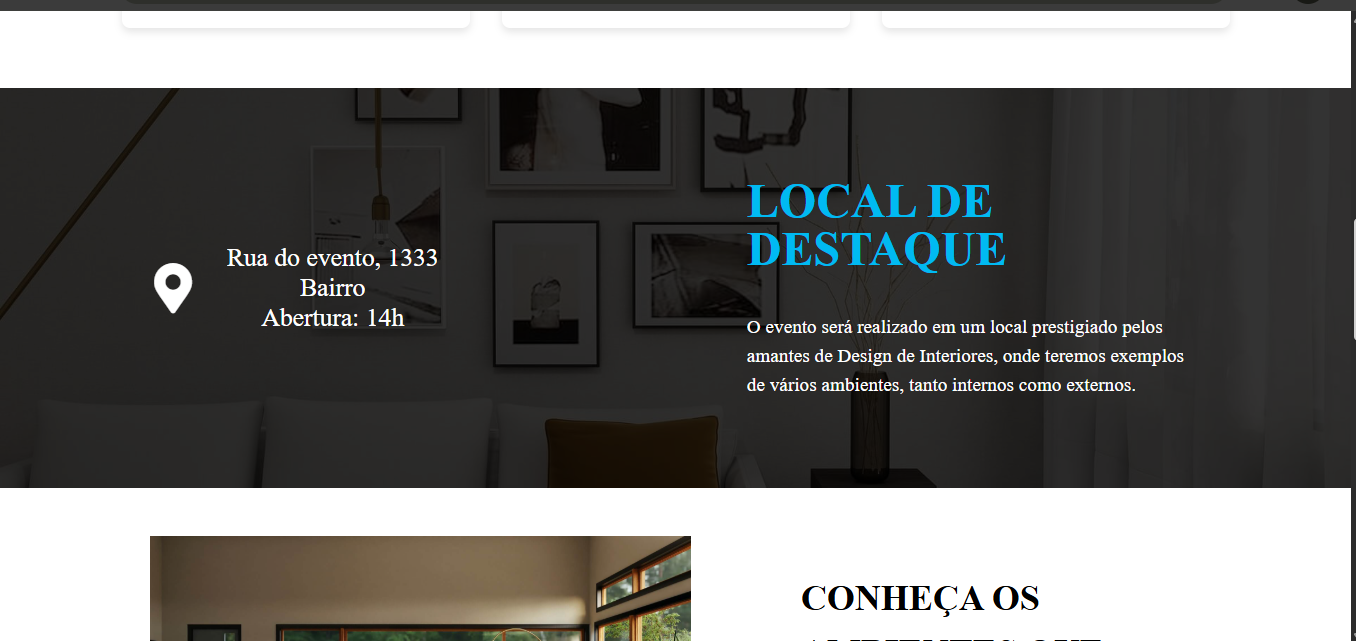 Rua do evento, 1333
Bairro
Abertura: 14h
LOCAL DE
DESTAQUE
O evento será realizado em um local prestigiado pelos
amantes de Design de Interiores, onde teremos exemplos
de vários ambientes, tanto internos como externos.
CONHEÇA OS